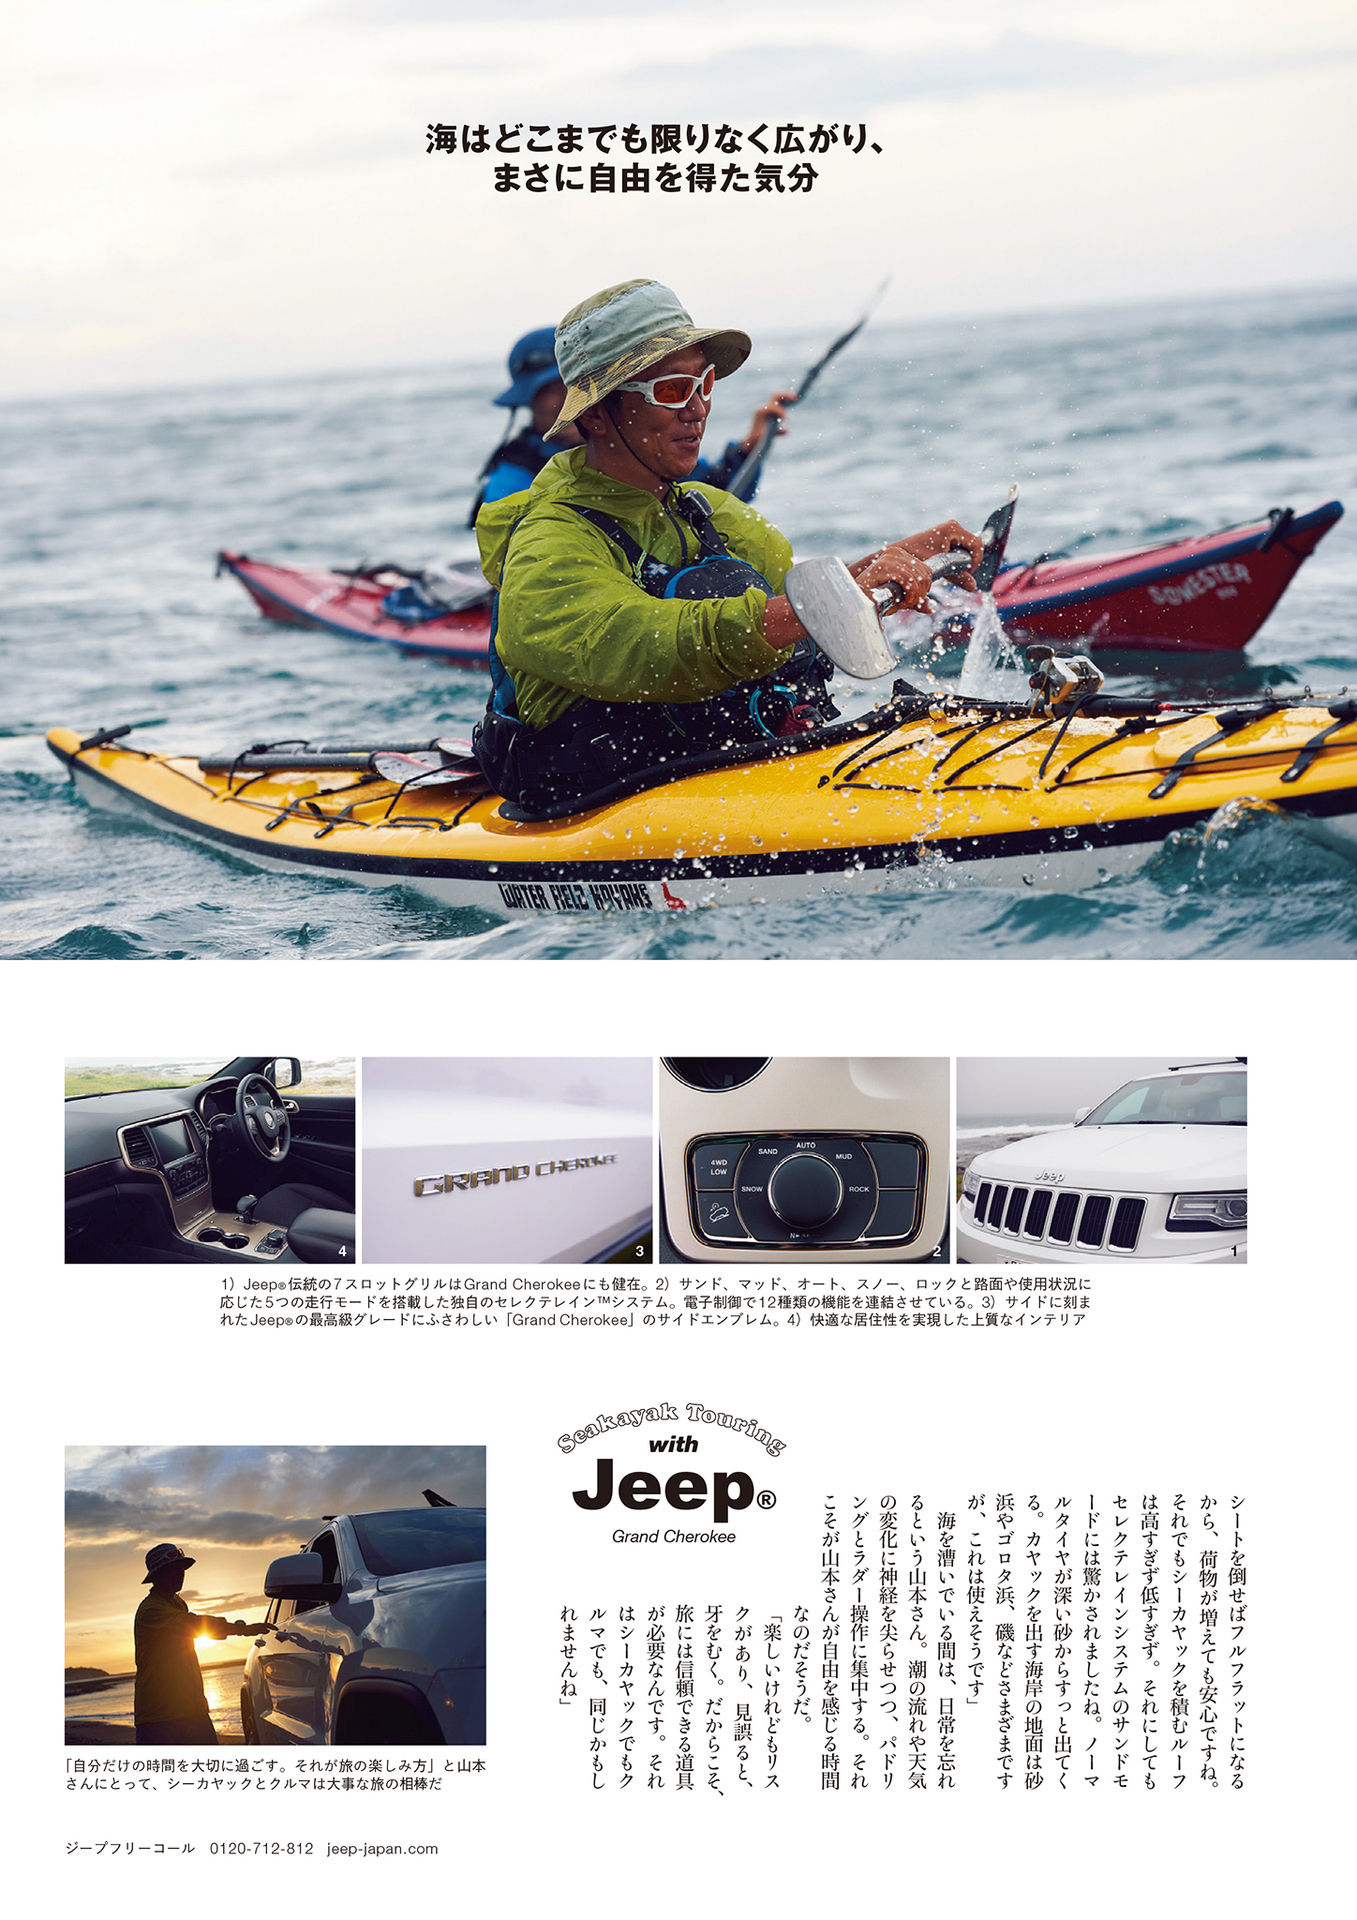 海はどこまでも限りなく広がり、
まさに自由を得た気分
SOWESTER
WATER FIELD KAYAKS
4
GRAND CHEROKEE
3
4WD
LOW
SNOW
SAND
AUTO
MUD
ROCK
2
Jeep
1
1）Jeep®伝統の7スロットグリルはGrand Cherokeeにも健在。2）サンド、マッド、オート、スノー、ロックと路面や使用状況に
応じた5つの走行モードを搭載した独自のセレクテレイン™システム。電子制御で12種類の機能を連結させている。3）サイドに刻ま
れたJeep®の最高級グレードにふさわしい「Grand Cherokee」のサイドエンブレム。4）快適な居住性を実現した上質なインテリア
Seakayak Touring
with
Jeep®
Grand Cherokee
シートを倒せばフルフラットになる
から、荷物が増えても安心ですね。
それでもシーカヤックを積むルーフ
は高すぎず低すぎず。それにしても
セレクテレインシステムのサンドモ
ードには驚かされましたね。ノーマ
ルタイヤが深い砂からすっと出てく
る。カヤックを出す海岸の地面は砂
浜やゴロタ浜、磯などさまざまです
が、これは使えそうです」
海を漕いでいる間は、日常を忘れ
るという山本さん。潮の流れや天気
の変化に神経を尖らせつつ、パドリ
ングとラダー操作に集中する。それ
こそが山本さんが自由を感じる時間
なのだそうだ。
「楽しいけれどもリス
クがあり、見誤ると、
牙をむく。だからこそ、
旅には信頼できる道具
が必要なんです。それ
はシーカヤックでもク
ルマでも、同じかもし
れませんね」
「自分だけの時間を大切に過ごす。それが旅の楽しみ方」と山本
さんにとって、シーカヤックとクルマは大事な旅の相棒だ
ジープフリーコール 0120-712-812 jeep-japan.com